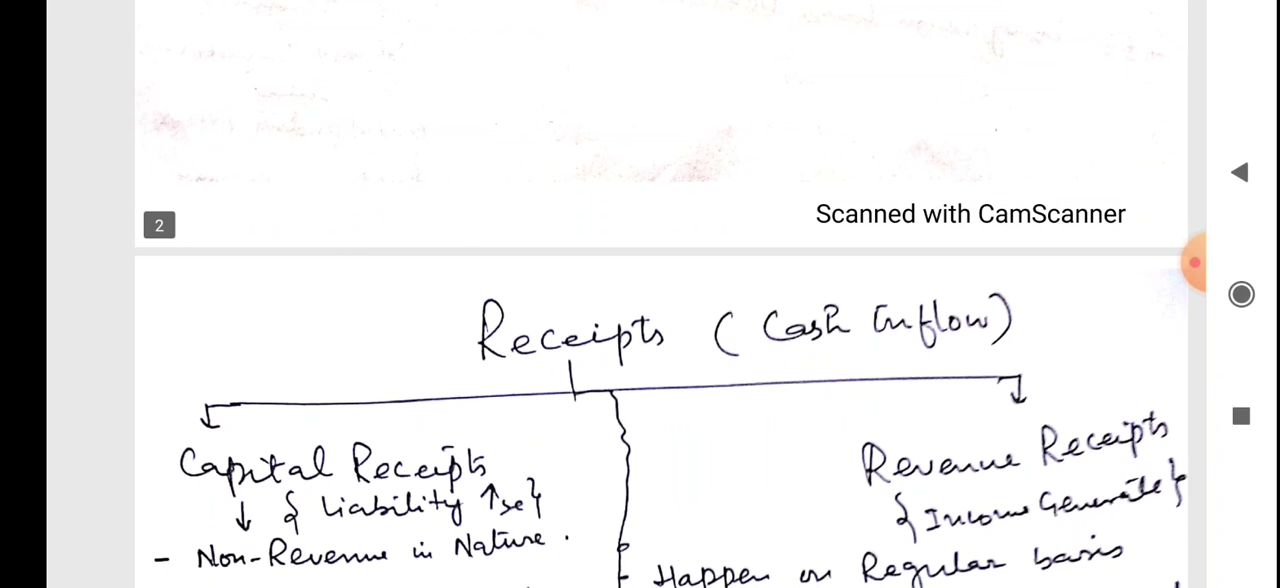 Scanned with CamScanner
2
Receipts (Cash Inflow)
Capital Receipts
Revenue Receipts
{ Liability ↑se}
{ Income Generate }
- Non-Revenue in Nature.
Happen on Regular basis